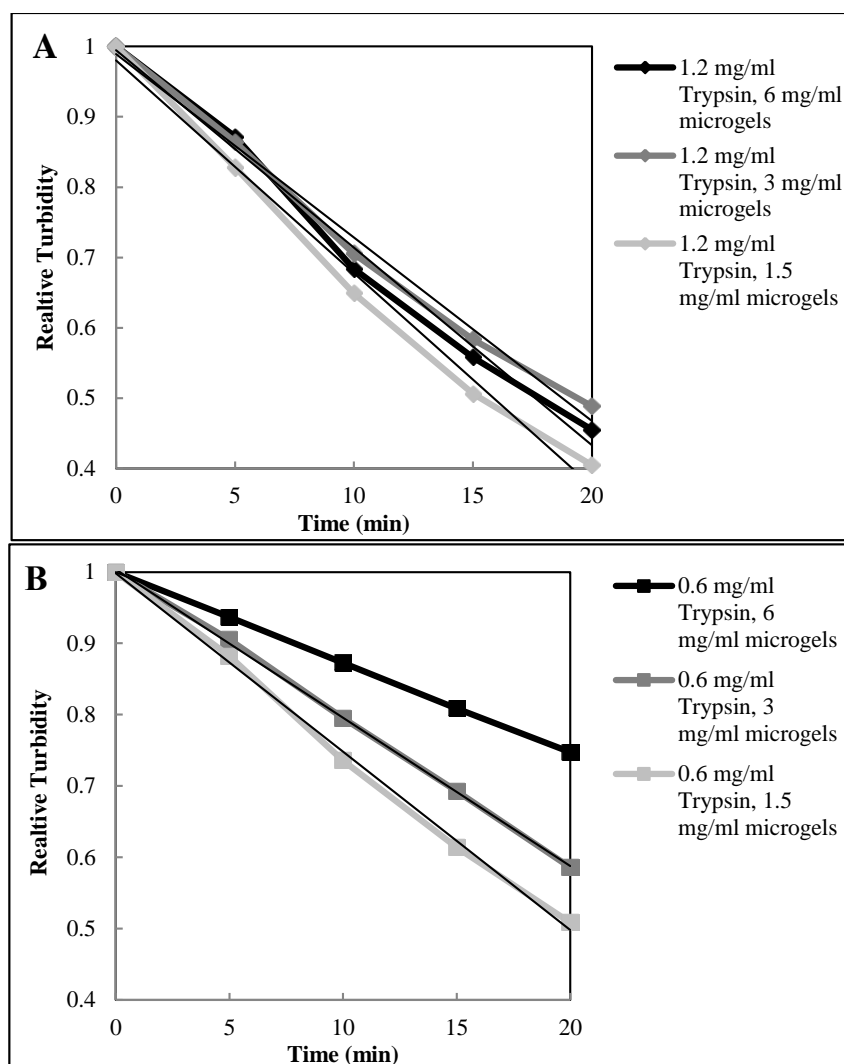 A
Realtive Turbidity
1
0.9
0.8
0.7
0.6
0.5
0.4
0
5
10
15
20
Time (min)
1.2 mg/ml
Trypsin, 6 mg/ml
microgels
1.2 mg/ml
Trypsin, 3 mg/ml
microgels
1.2 mg/ml
Trypsin, 1.5
mg/ml microgels
B
Realtive Turbidity
1
0.9
0.8
0.7
0.6
0.5
0.4
0
5
10
15
20
Time (min)
0.6 mg/ml
Trypsin, 6
mg/ml microgels
0.6 mg/ml
Trypsin, 3
mg/ml microgels
0.6 mg/ml
Trypsin, 1.5
mg/ml microgels